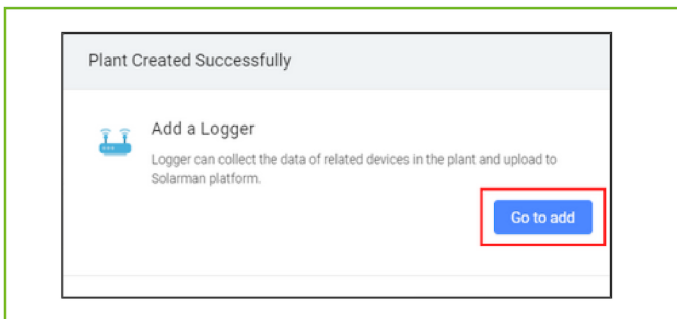 Plant Created Successfully
Add a Logger
Logger can collect the data of related devices in the plant and upload to
Solarman platform.
Go to add